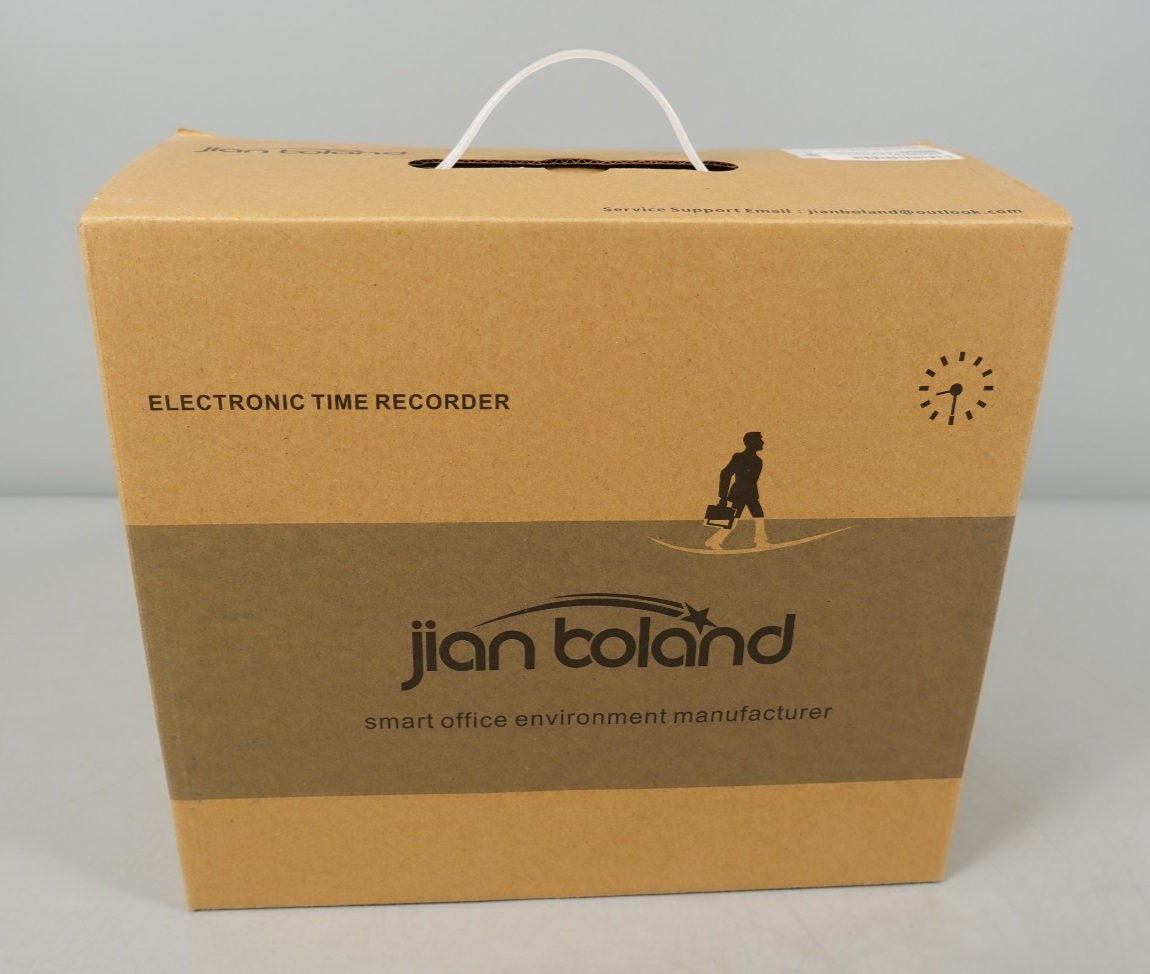 jian boland
Service Support Email : jianboland@outlook.com
ELECTRONIC TIME RECORDER
jian boland
smart office environment manufacturer